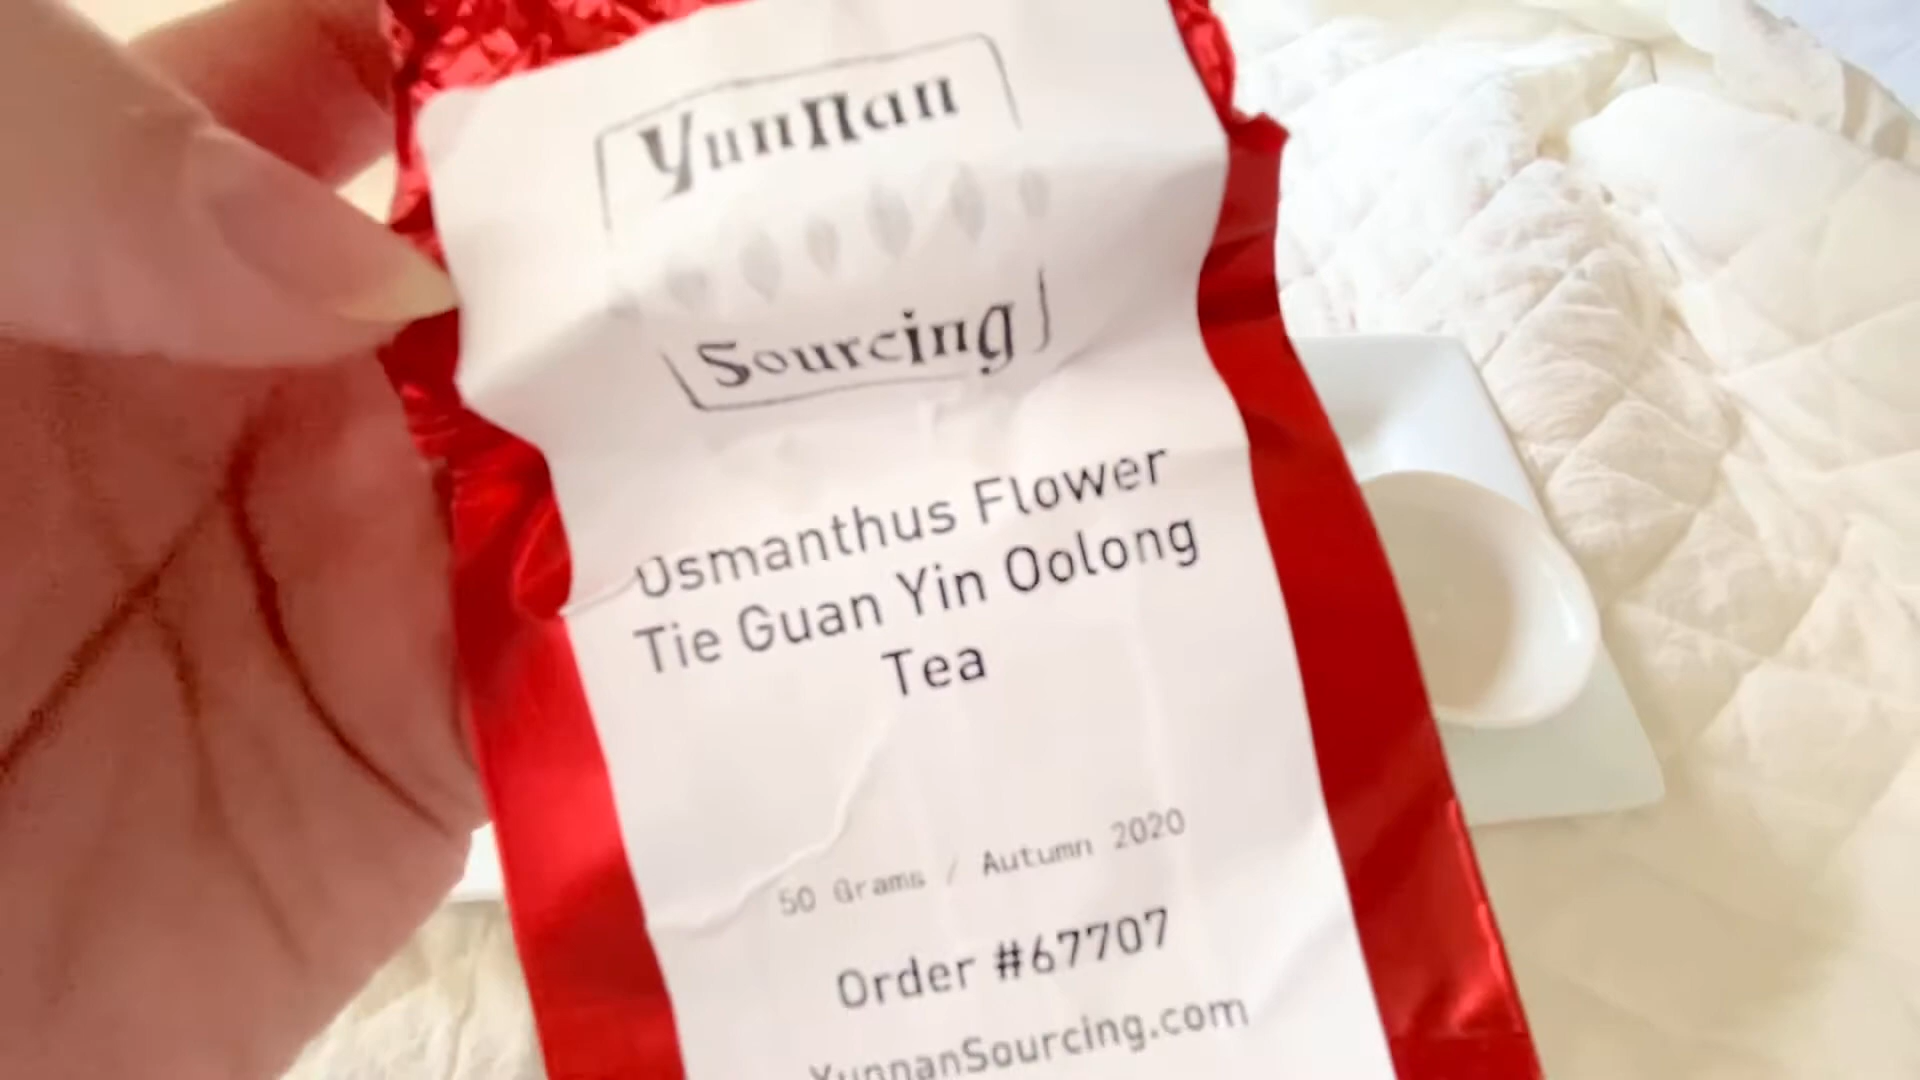 Yunnan
Sourcing
Osmanthus Flower
Tie Guan Yin Oolong
Tea
50 Grams / Autumn 2020
Order #67707
YunnanSourcing.com